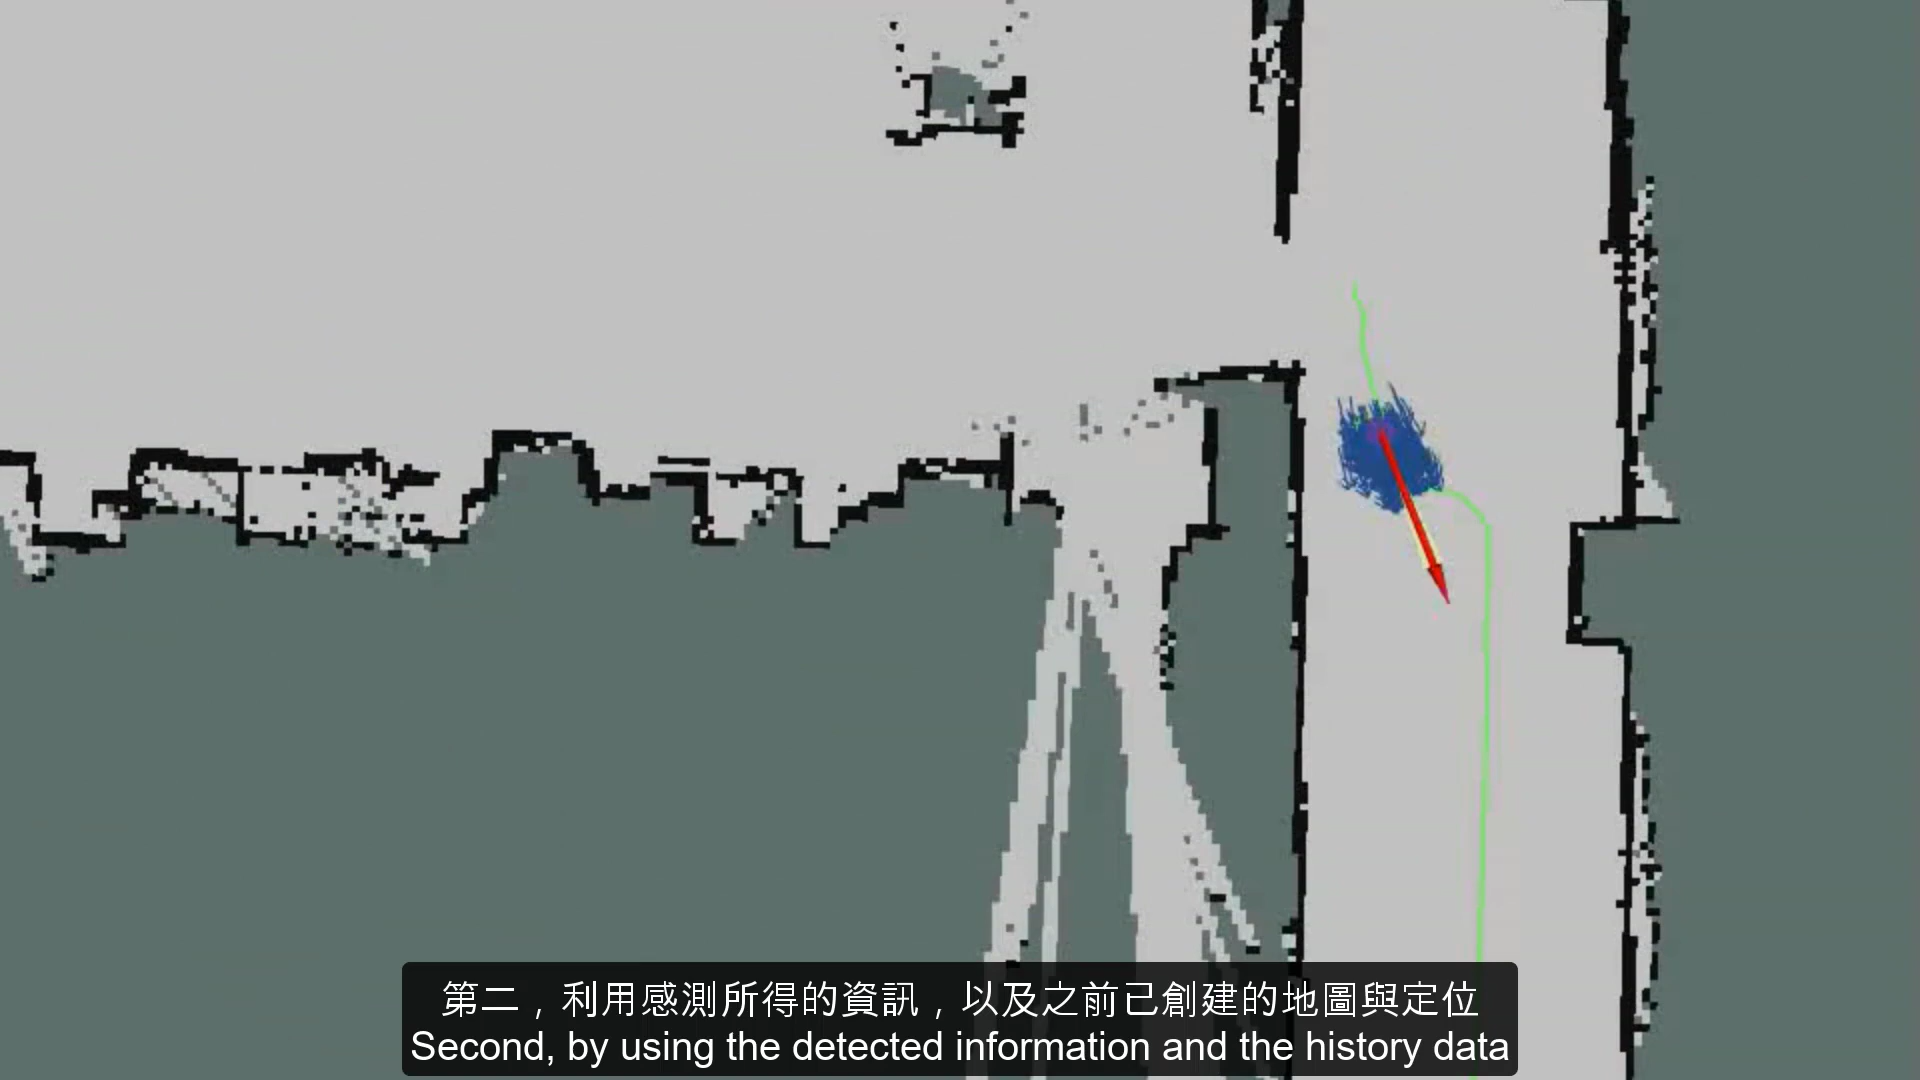 第二，利用感測所得的資訊，以及之前已創建的地圖與定位
Second, by using the detected information and the history data